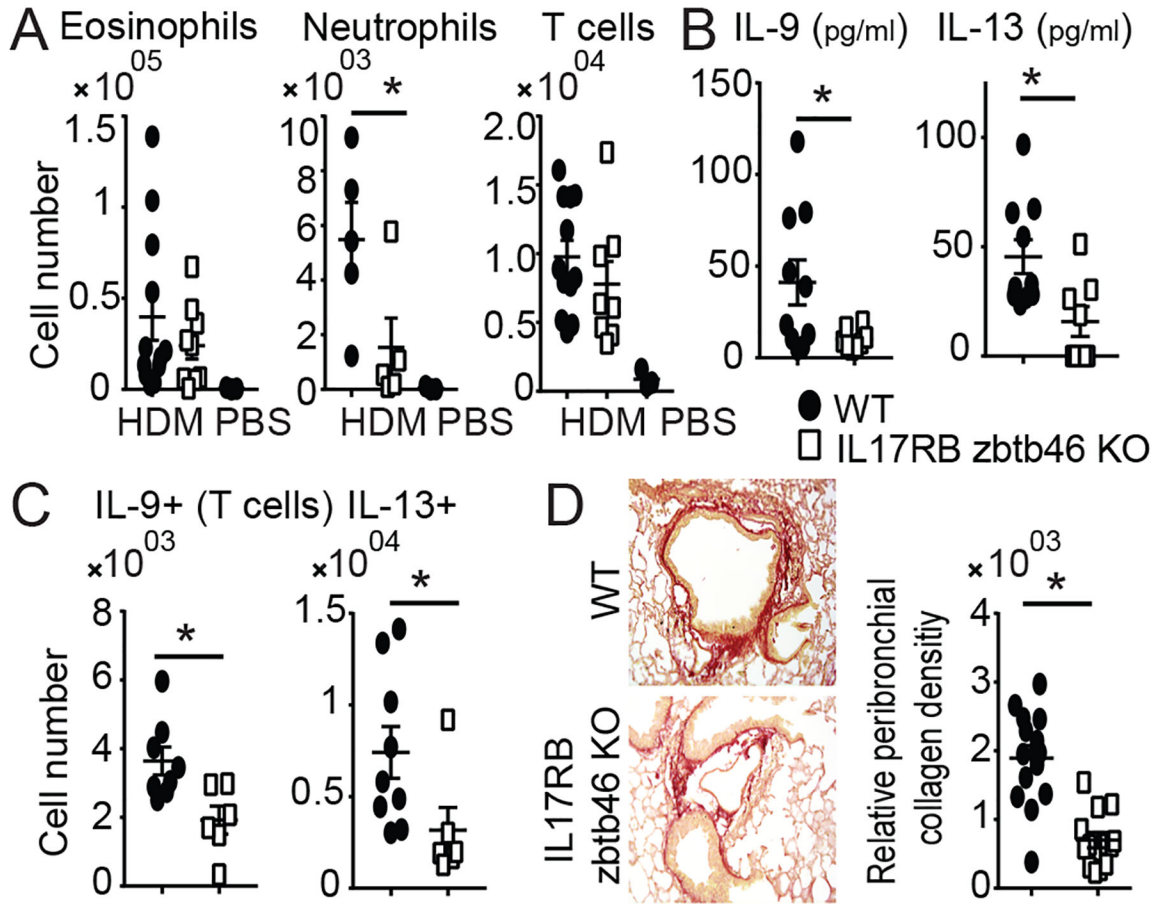 A Eosinophils Neutrophils T cells
×10 05 ×10 03 * ×10 04
Cell number
1.5
1
0.5
0
10
8
6
4
2
0
2.0
1.5
1.0
0.5
0
HDM PBS HDM PBS HDM PBS
B IL-9 (pg/ml) IL-13 (pg/ml)
* *
150
100
50
0
100
50
0
WT
IL17RB zbtb46 KO
C IL-9+ (T cells) IL-13+
×10 03 ×10 04
* *
Cell number
8
6
4
2
0
1.5
1
0.5
0
D
WT
IL17RB
zbtb46 KO
Relative peribronchial
collagen densitiy
×10 03
*
4
3
2
1
0